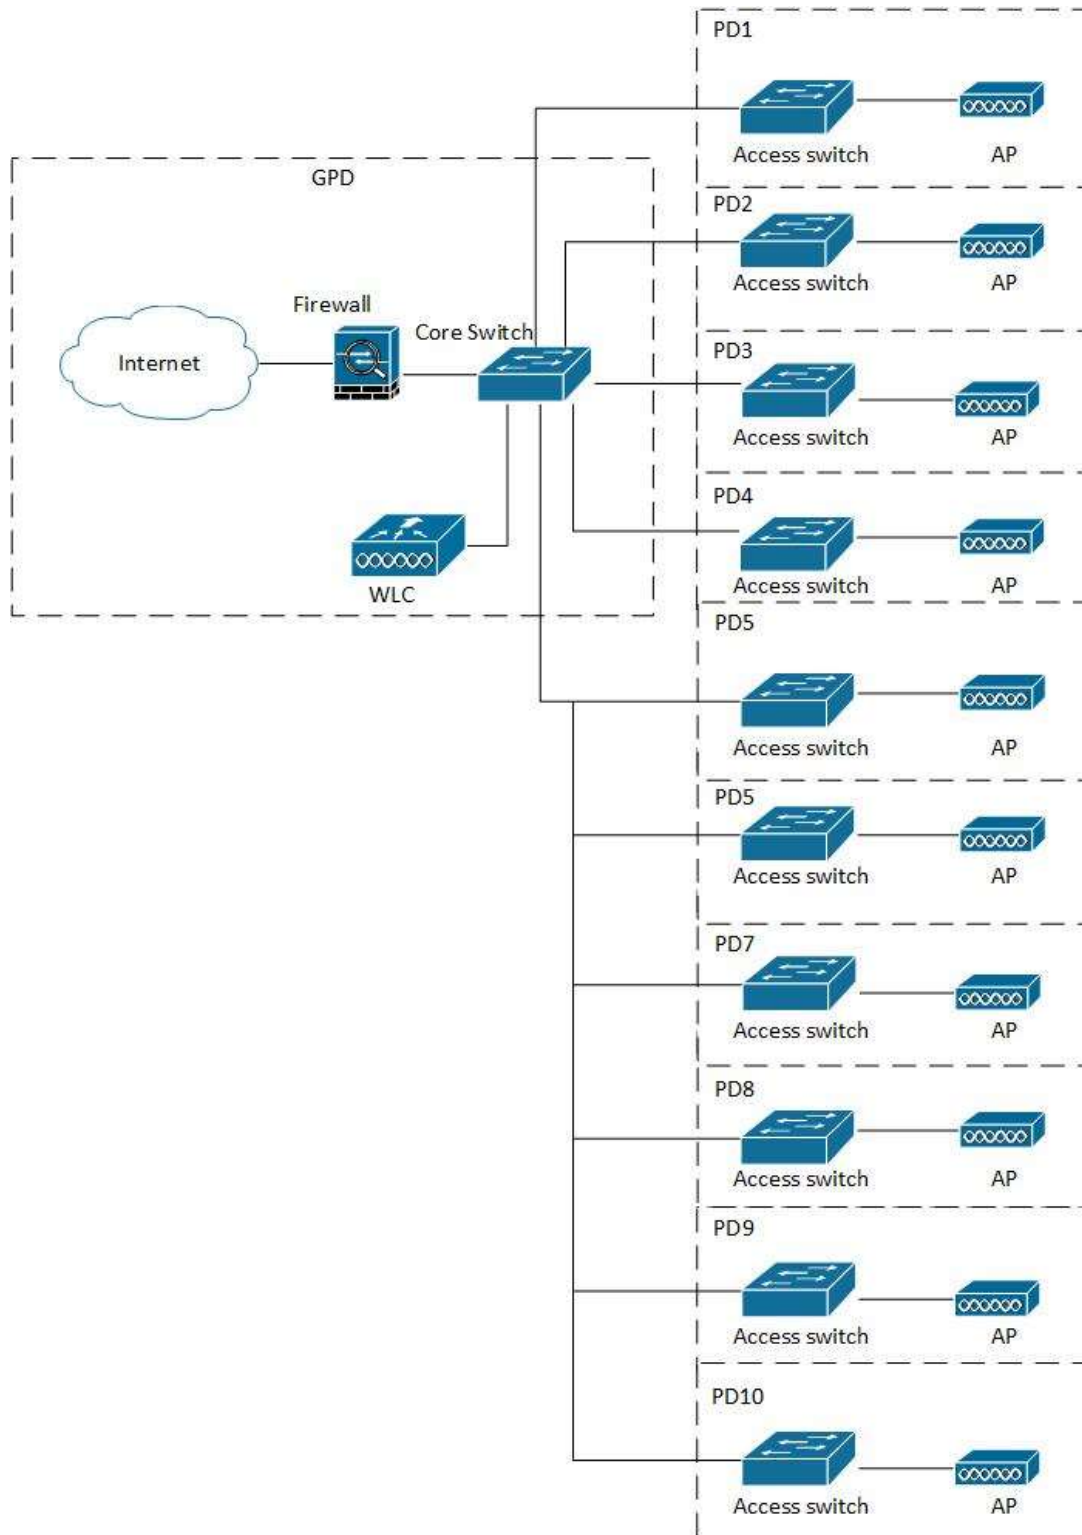 PD1
Access switch
AP
GPD
PD2
Access switch
AP
Firewall
Core Switch
Internet
PD3
Access switch
AP
WLC
PD4
Access switch
AP
PD5
Access switch
AP
PD5
Access switch
AP
PD7
Access switch
AP
PD8
Access switch
AP
PD9
Access switch
AP
PD10
Access switch
AP